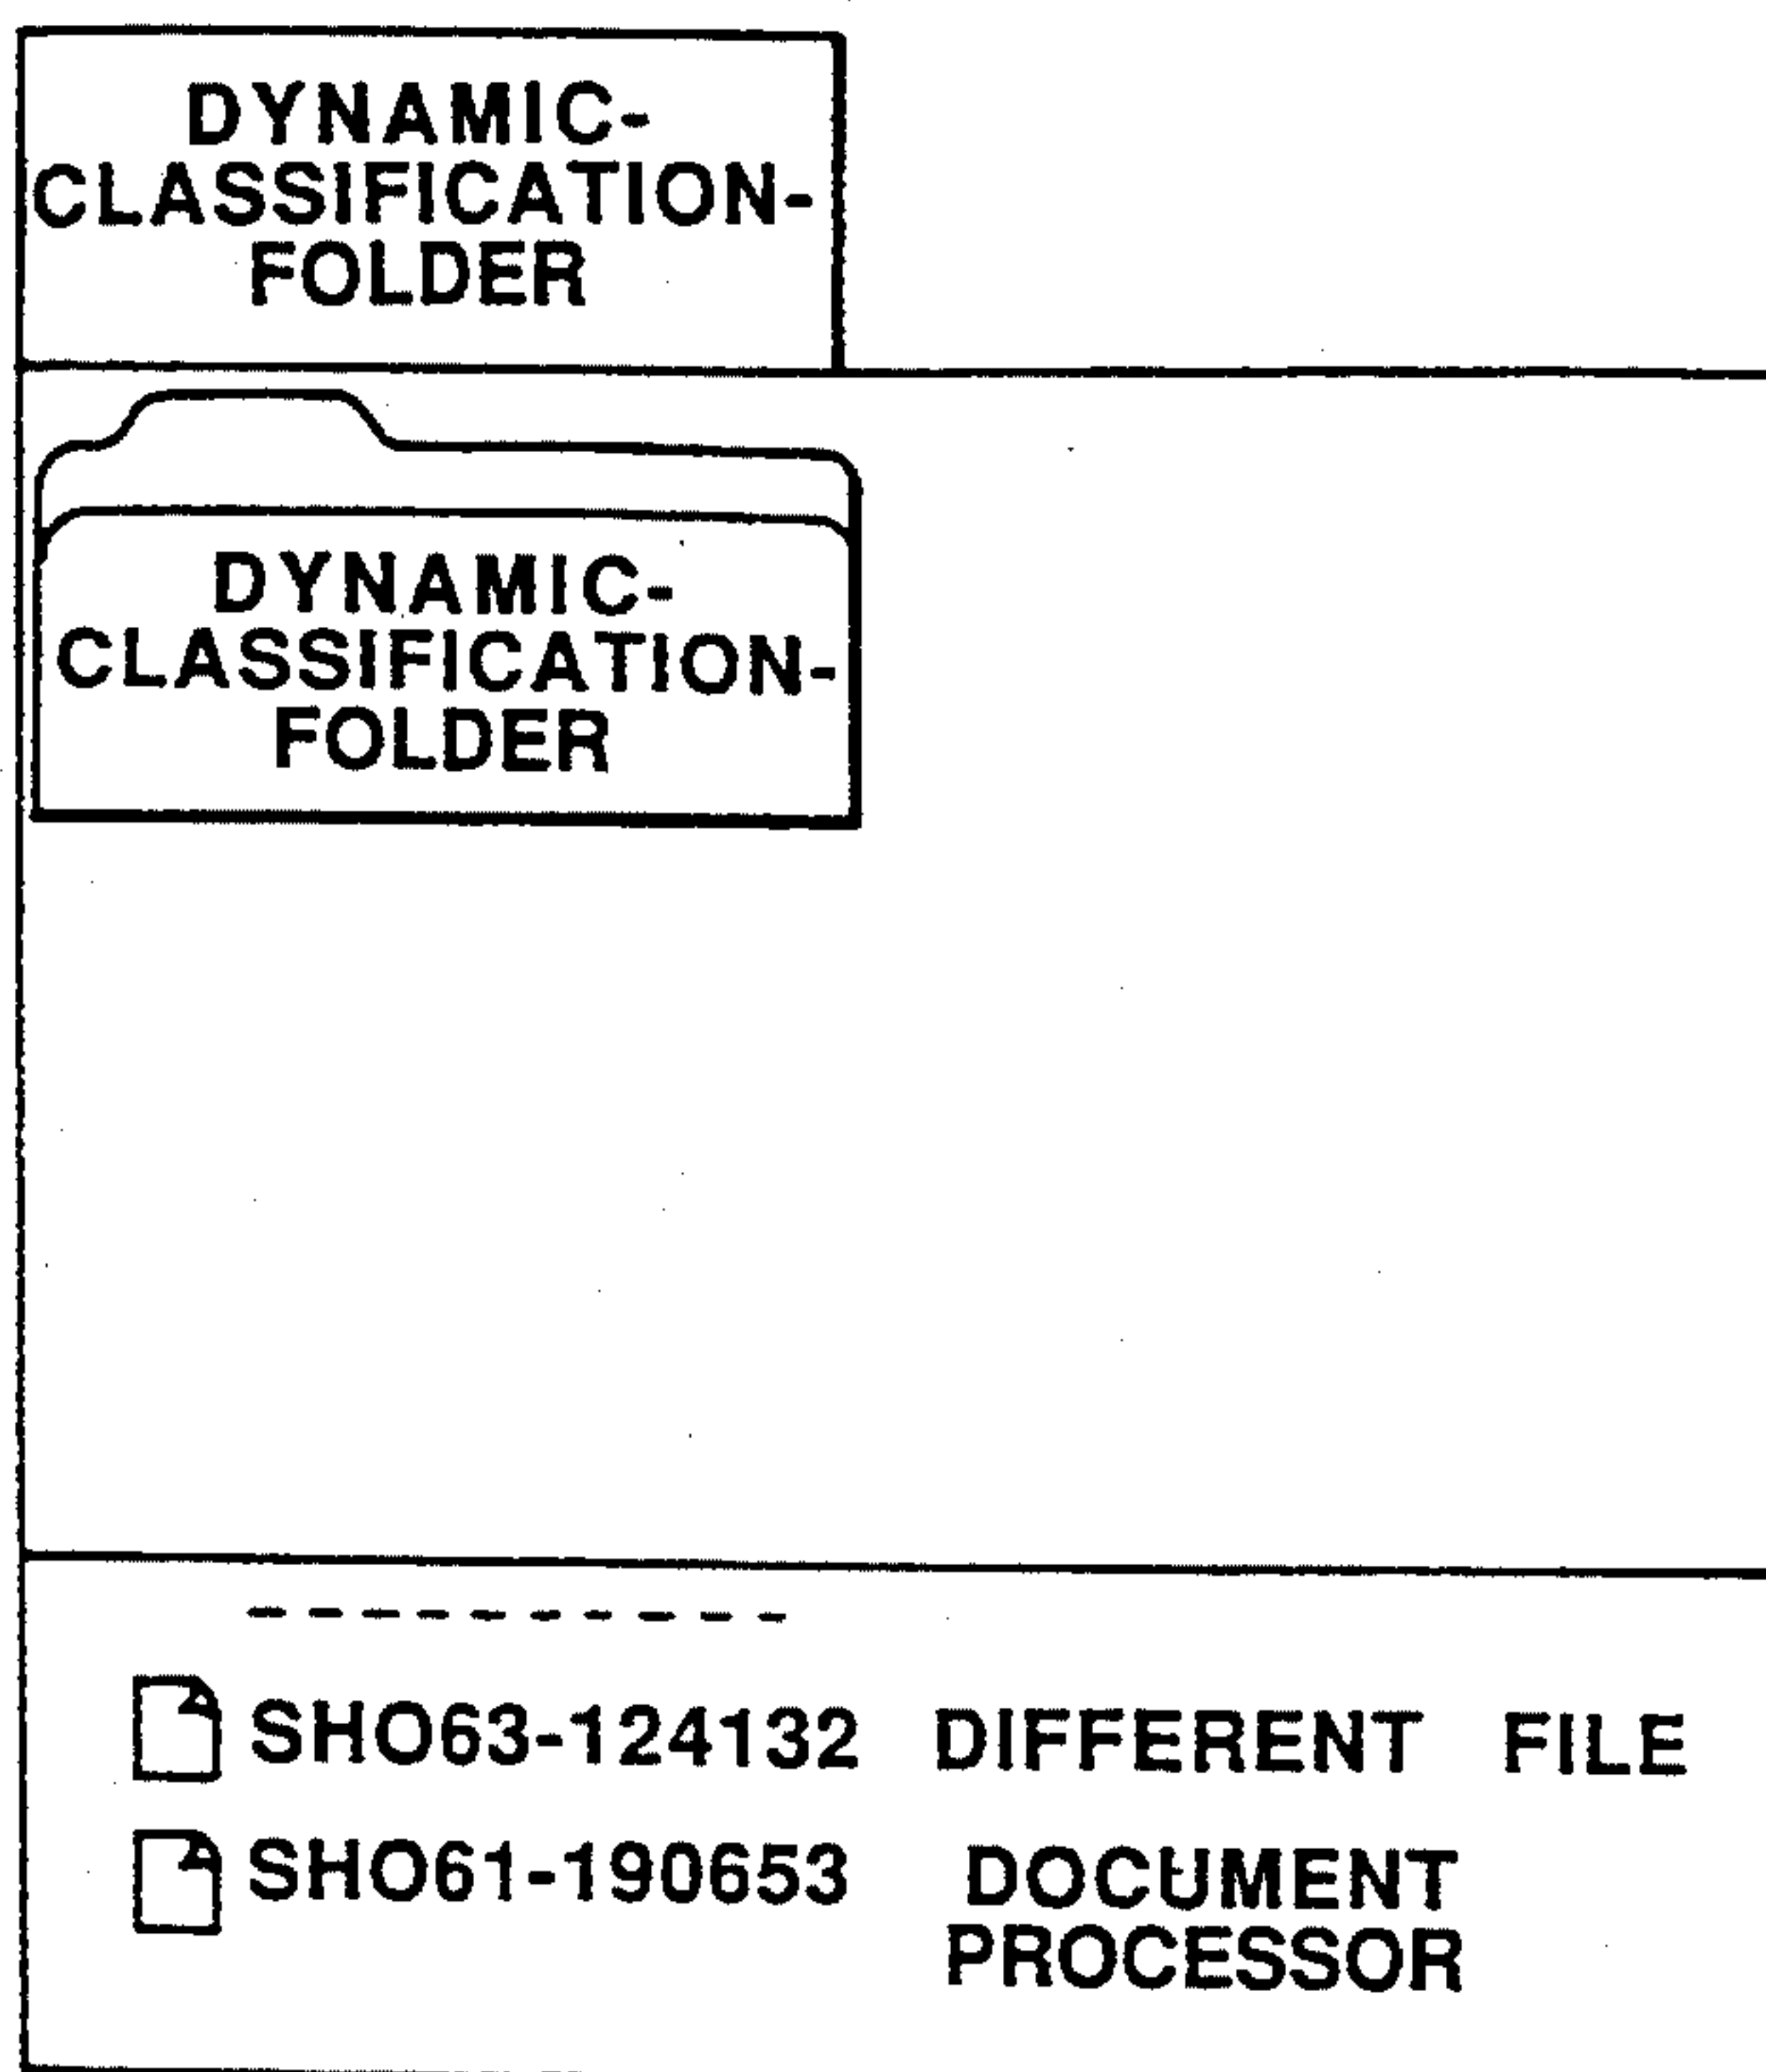 DYNAMIC-
CLASSIFICATION-
FOLDER
DYNAMIC-
CLASSIFICATION-
FOLDER
----------
SHO63-124132 DIFFERENT FILE
SHO61-190653 DOCUMENT
PROCESSOR